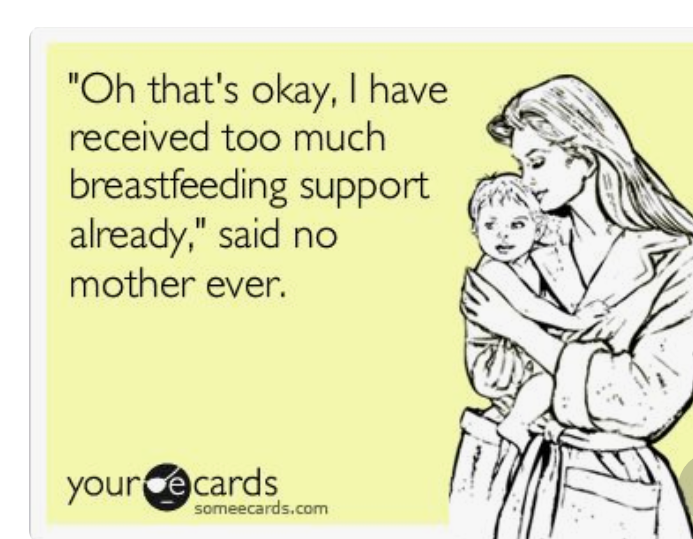 "Oh that's okay, I have
received too much
breastfeeding support
already," said no
mother ever.
your e cards
someecards.com